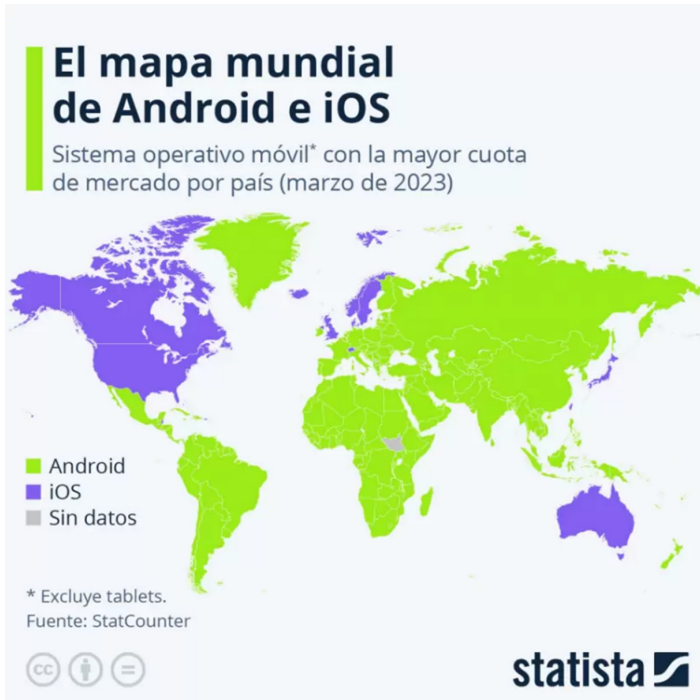 El mapa mundial
de Android e iOS
Sistema operativo móvil* con la mayor cuota
de mercado por país (marzo de 2023)
Android
iOS
Sin datos
* Excluye tablets.
Fuente: StatCounter
cc
statista